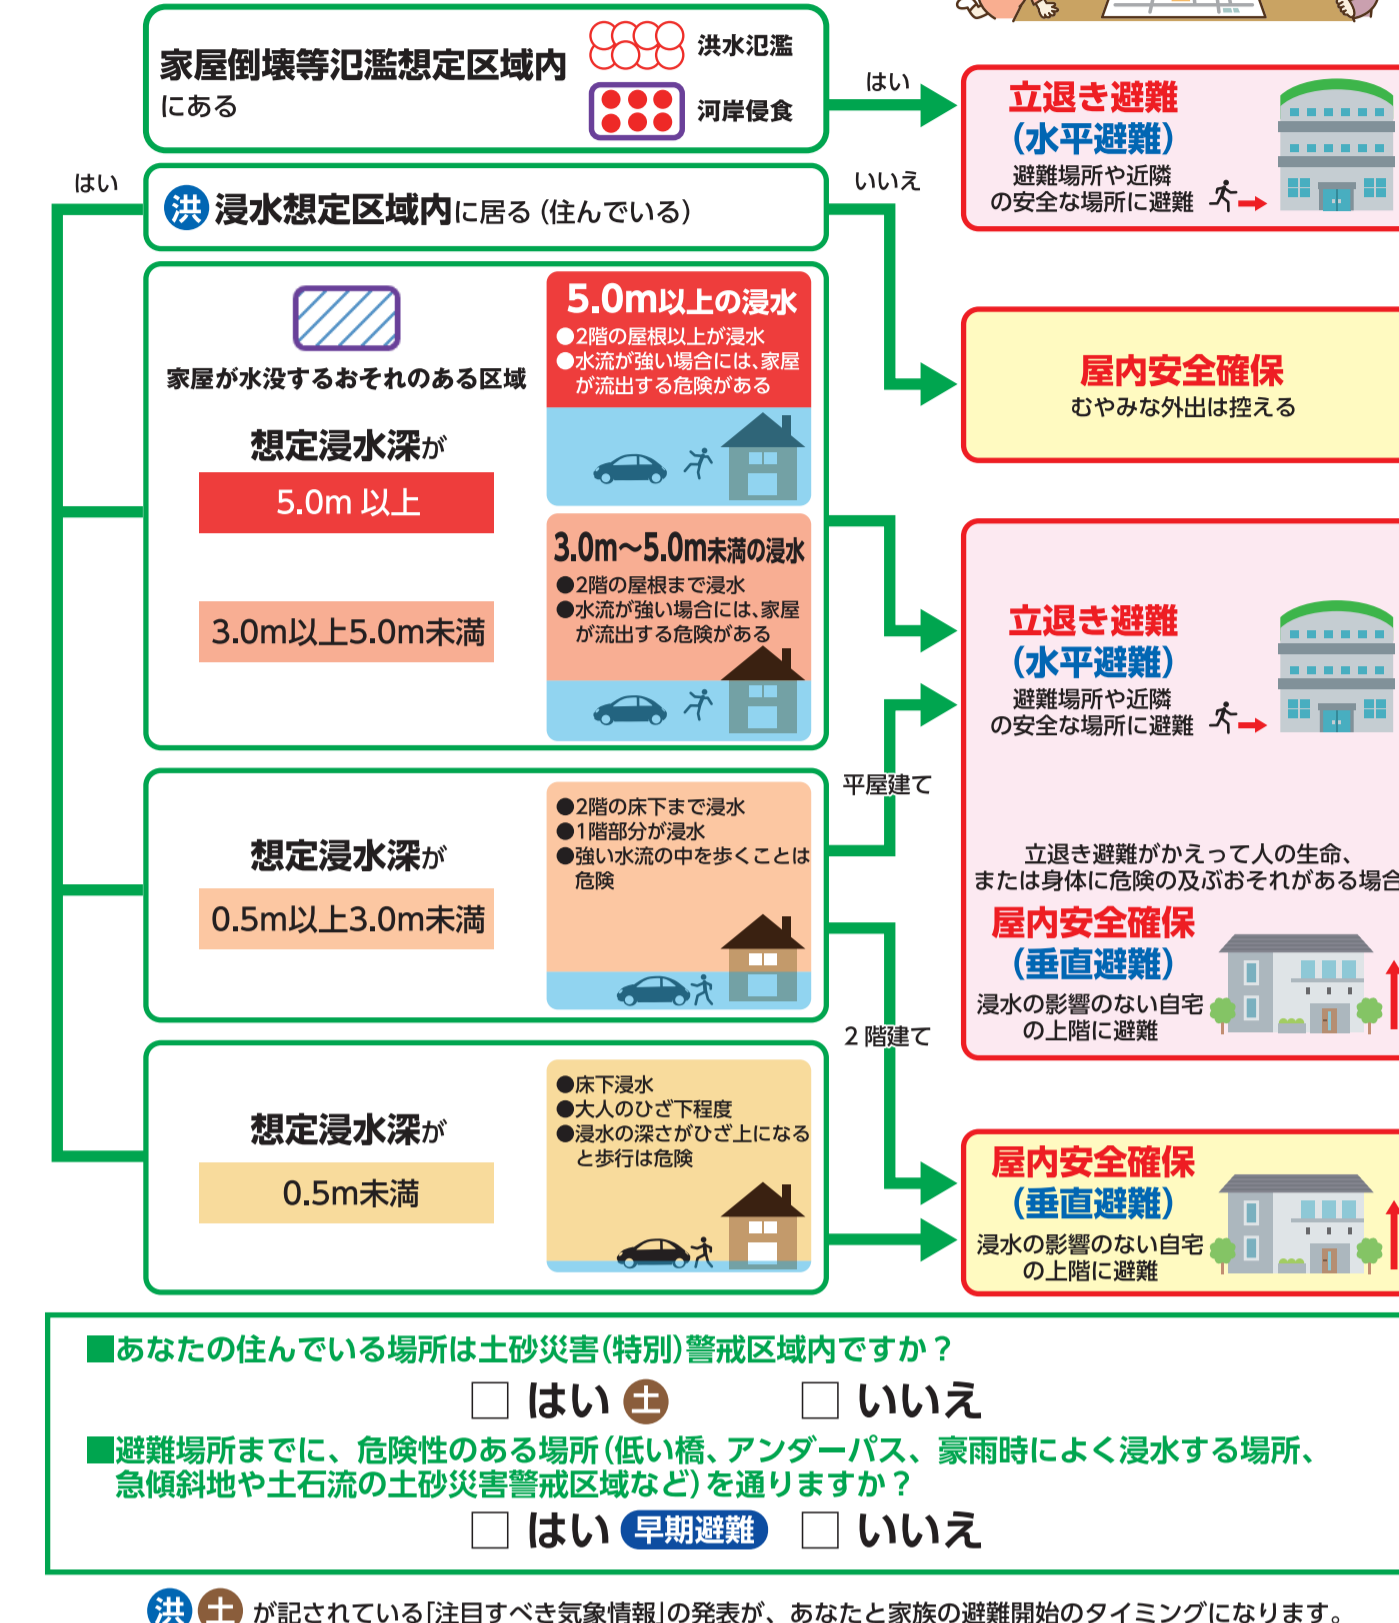 家屋倒壊等氾濫想定区域内
にある
洪水氾濫
河岸侵食
はい
立退き避難
（水平避難）
避難場所や近隣
の安全な場所に避難
はい
洪 浸水想定区域内に居る（住んでいる）
いいえ
屋内安全確保
むやみな外出は控える
家屋が水没するおそれのある区域
想定浸水深が
5.0m 以上
3.0m以上5.0m未満
5.0m以上の浸水
●2階の屋根以上が浸水
●水流が強い場合には、家屋
が流出する危険がある
3.0m〜5.0m未満の浸水
●2階の屋根まで浸水
●水流が強い場合には、家屋
が流出する危険がある
立退き避難
（水平避難）
避難場所や近隣
の安全な場所に避難
平屋建て
想定浸水深が
0.5m以上3.0m未満
●2階の床下まで浸水
●1階部分が浸水
●強い水流の中を歩くことは
危険
立退き避難がかえって人の生命、
または身体に危険の及ぶおそれがある場合
屋内安全確保
（垂直避難）
浸水の影響のない自宅
の上階に避難
2 階建て
想定浸水深が
0.5m未満
●床下浸水
●大人のひざ下程度
●浸水の深さがひざ上になる
と歩行は危険
屋内安全確保
（垂直避難）
浸水の影響のない自宅
の上階に避難
■あなたの住んでいる場所は土砂災害（特別）警戒区域内ですか？
□ はい 土 □ いいえ
■避難場所までに、危険性のある場所（低い橋、アンダーパス、豪雨時によく浸水する場所、
急傾斜地や土石流の土砂災害警戒区域など）を通りますか？
□ はい 早期避難 □ いいえ
洪 土 が記されている「注目すべき気象情報」の発表が、あなたと家族の避難開始のタイミングになります。